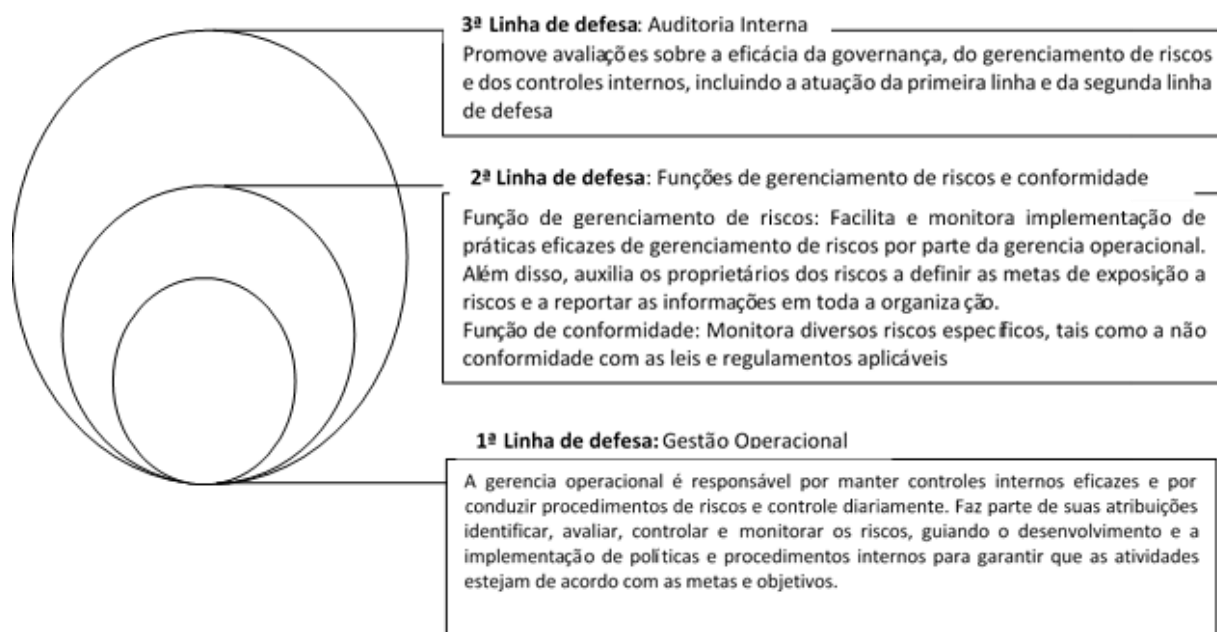 3ª Linha de defesa: Auditoria Interna
Promove avaliações sobre a eficácia da governança, do gerenciamento de riscos
e dos controles internos, incluindo a atuação da primeira linha e da segunda linha
de defesa
2ª Linha de defesa: Funções de gerenciamento de riscos e conformidade
Função de gerenciamento de riscos: Facilita e monitora implementação de
práticas eficazes de gerenciamento de riscos por parte da gerencia operacional.
Além disso, auxilia os proprietários dos riscos a definir as metas de exposição a
riscos e a reportar as informações em toda a organização.
Função de conformidade: Monitora diversos riscos específicos, tais como a não
conformidade com as leis e regulamentos aplicáveis
1ª Linha de defesa: Gestão Operacional
A gerencia operacional é responsável por manter controles internos eficazes e por
conduzir procedimentos de riscos e controle diariamente. Faz parte de suas atribuições
identificar, avaliar, controlar e monitorar os riscos, guiando o desenvolvimento e a
implementação de políticas e procedimentos internos para garantir que as atividades
estejam de acordo com as metas e objetivos.